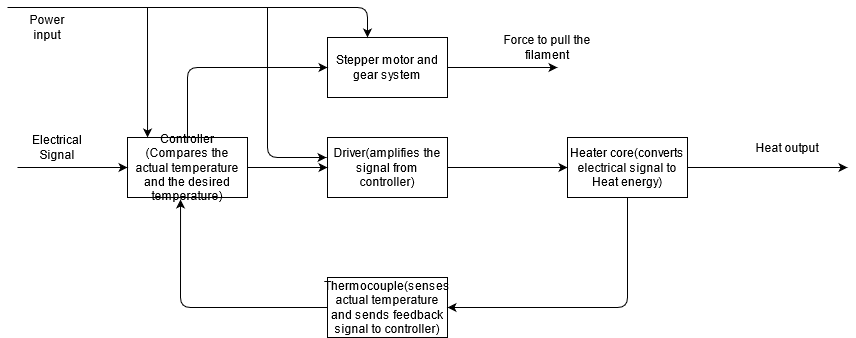 Power
input
Stepper motor and
gear system
Force to pull the
filament
Electrical
Signal
Controller
(Compares the
actual temperature
and the desired
temperature)
Driver(amplifies the
signal from
controller)
Heater core(converts
electrical signal to
Heat energy)
Heat output
Thermocouple(senses
actual temperature
and sends feedback
signal to controller)